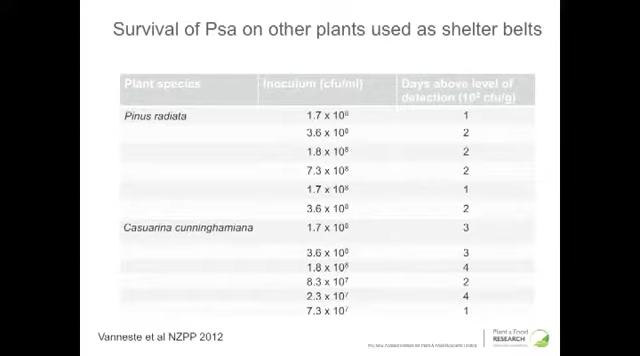 Survival of Psa on other plants used as shelter belts
Plant species Inoculum (cfu/ml) Days above level of
detection (10² cfu/g)
Pinus radiata 1.7 x 10⁸ 1
3.6 x 10⁸ 2
1.8 x 10⁸ 2
7.3 x 10⁸ 2
1.7 x 10⁸ 1
3.6 x 10⁸ 2
Casuarina cunninghamiana 1.7 x 10⁸ 3
3.6 x 10⁸ 3
1.8 x 10⁸ 4
8.3 x 10⁷ 2
2.3 x 10⁷ 4
7.3 x 10⁷ 1
Vanneste et al NZPP 2012
Plant & Food
RESEARCH